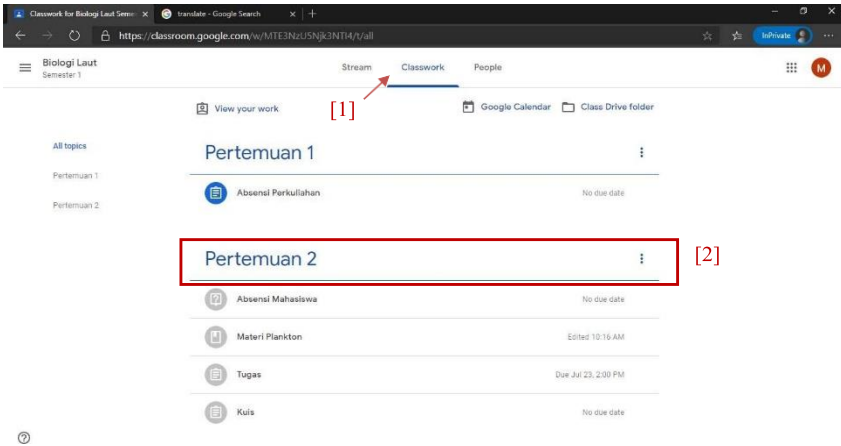 Classwork for Biologi Laut Seme
translate - Google Search
https://classroom.google.com/w/MTE3NzU5Njk3NTI4/t/all
InPrivate
Biologi Laut
Semester 1
Stream
Classwork
People
M
[1]
View your work
Google Calendar
Class Drive folder
All topics
Pertemuan 1
Pertemuan 2
Pertemuan 1
Absensi Perkuliahan
No due date
Pertemuan 2
[2]
Absensi Mahasiswa
No due date
Materi Plankton
Edited 10:16 AM
Tugas
Due Jul 23, 2:00 PM
Kuis
No due date